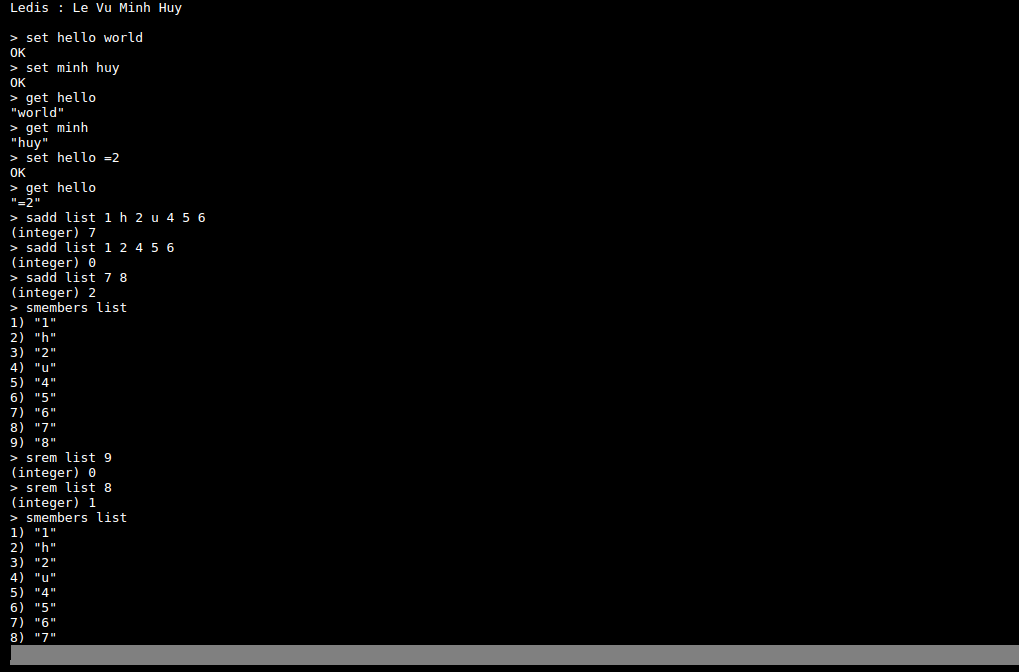 Ledis : Le Vu Minh Huy
> set hello world
OK
> set minh huy
OK
> get hello
"world"
> get minh
"huy"
> set hello =2
OK
> get hello
"=2"
> sadd list 1 h 2 u 4 5 6
(integer) 7
> sadd list 1 2 4 5 6
(integer) 0
> sadd list 7 8
(integer) 2
> smembers list
1) "1"
2) "h"
3) "2"
4) "u"
5) "4"
6) "5"
7) "6"
8) "7"
9) "8"
> srem list 9
(integer) 0
> srem list 8
(integer) 1
> smembers list
1) "1"
2) "h"
3) "2"
4) "u"
5) "4"
6) "5"
7) "6"
8) "7"